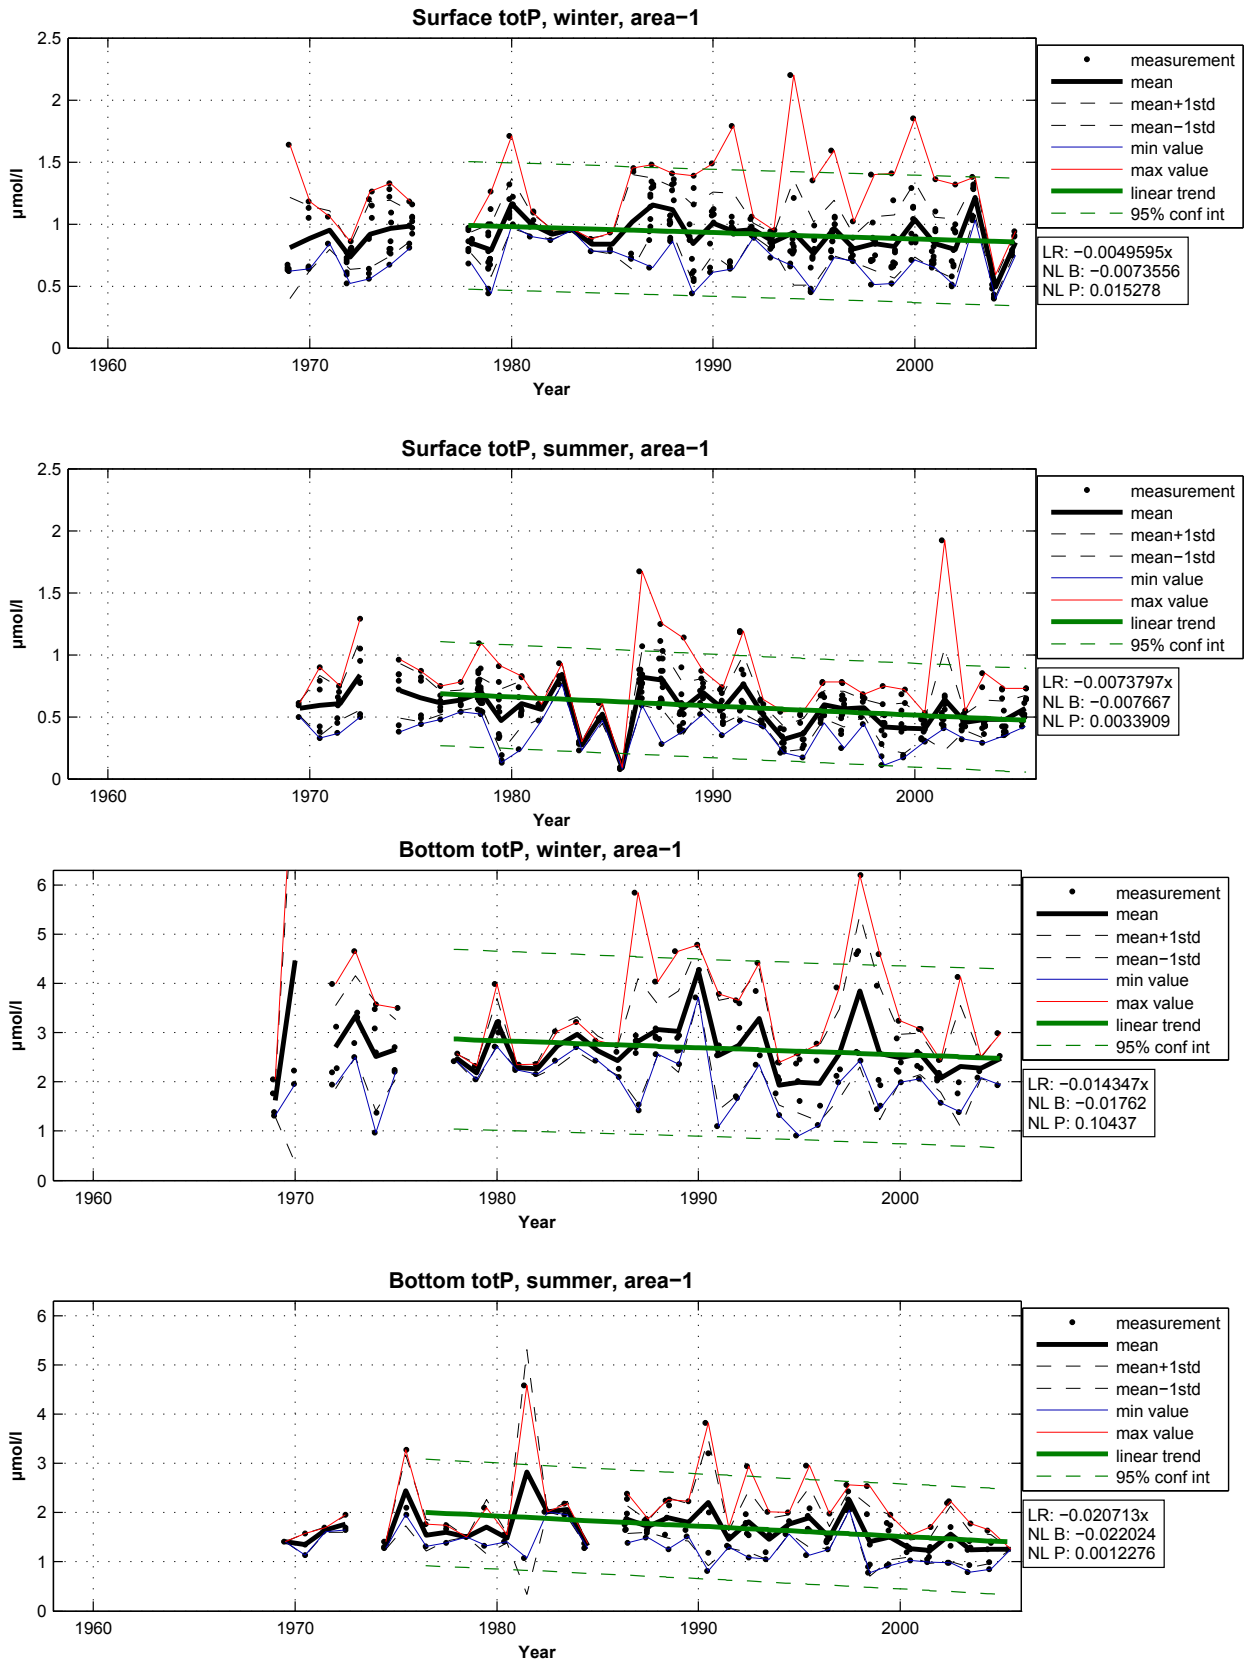 Surface totP, winter, area−1
2.5
2
1.5
1
0.5
0
µmol/l
1960 1970 1980 1990 2000
Year
measurement
mean
mean+1std
mean−1std
min value
max value
linear trend
95% conf int
LR: −0.0049595x
NL B: −0.0073556
NL P: 0.015278
Surface totP, summer, area−1
2.5
2
1.5
1
0.5
0
µmol/l
1960 1970 1980 1990 2000
Year
measurement
mean
mean+1std
mean−1std
min value
max value
linear trend
95% conf int
LR: −0.0073797x
NL B: −0.007667
NL P: 0.0033909
Bottom totP, winter, area−1
6
5
4
3
2
1
0
µmol/l
1960 1970 1980 1990 2000
Year
measurement
mean
mean+1std
mean−1std
min value
max value
linear trend
95% conf int
LR: −0.014347x
NL B: −0.01762
NL P: 0.10437
Bottom totP, summer, area−1
6
5
4
3
2
1
0
µmol/l
1960 1970 1980 1990 2000
Year
measurement
mean
mean+1std
mean−1std
min value
max value
linear trend
95% conf int
LR: −0.020713x
NL B: −0.022024
NL P: 0.0012276